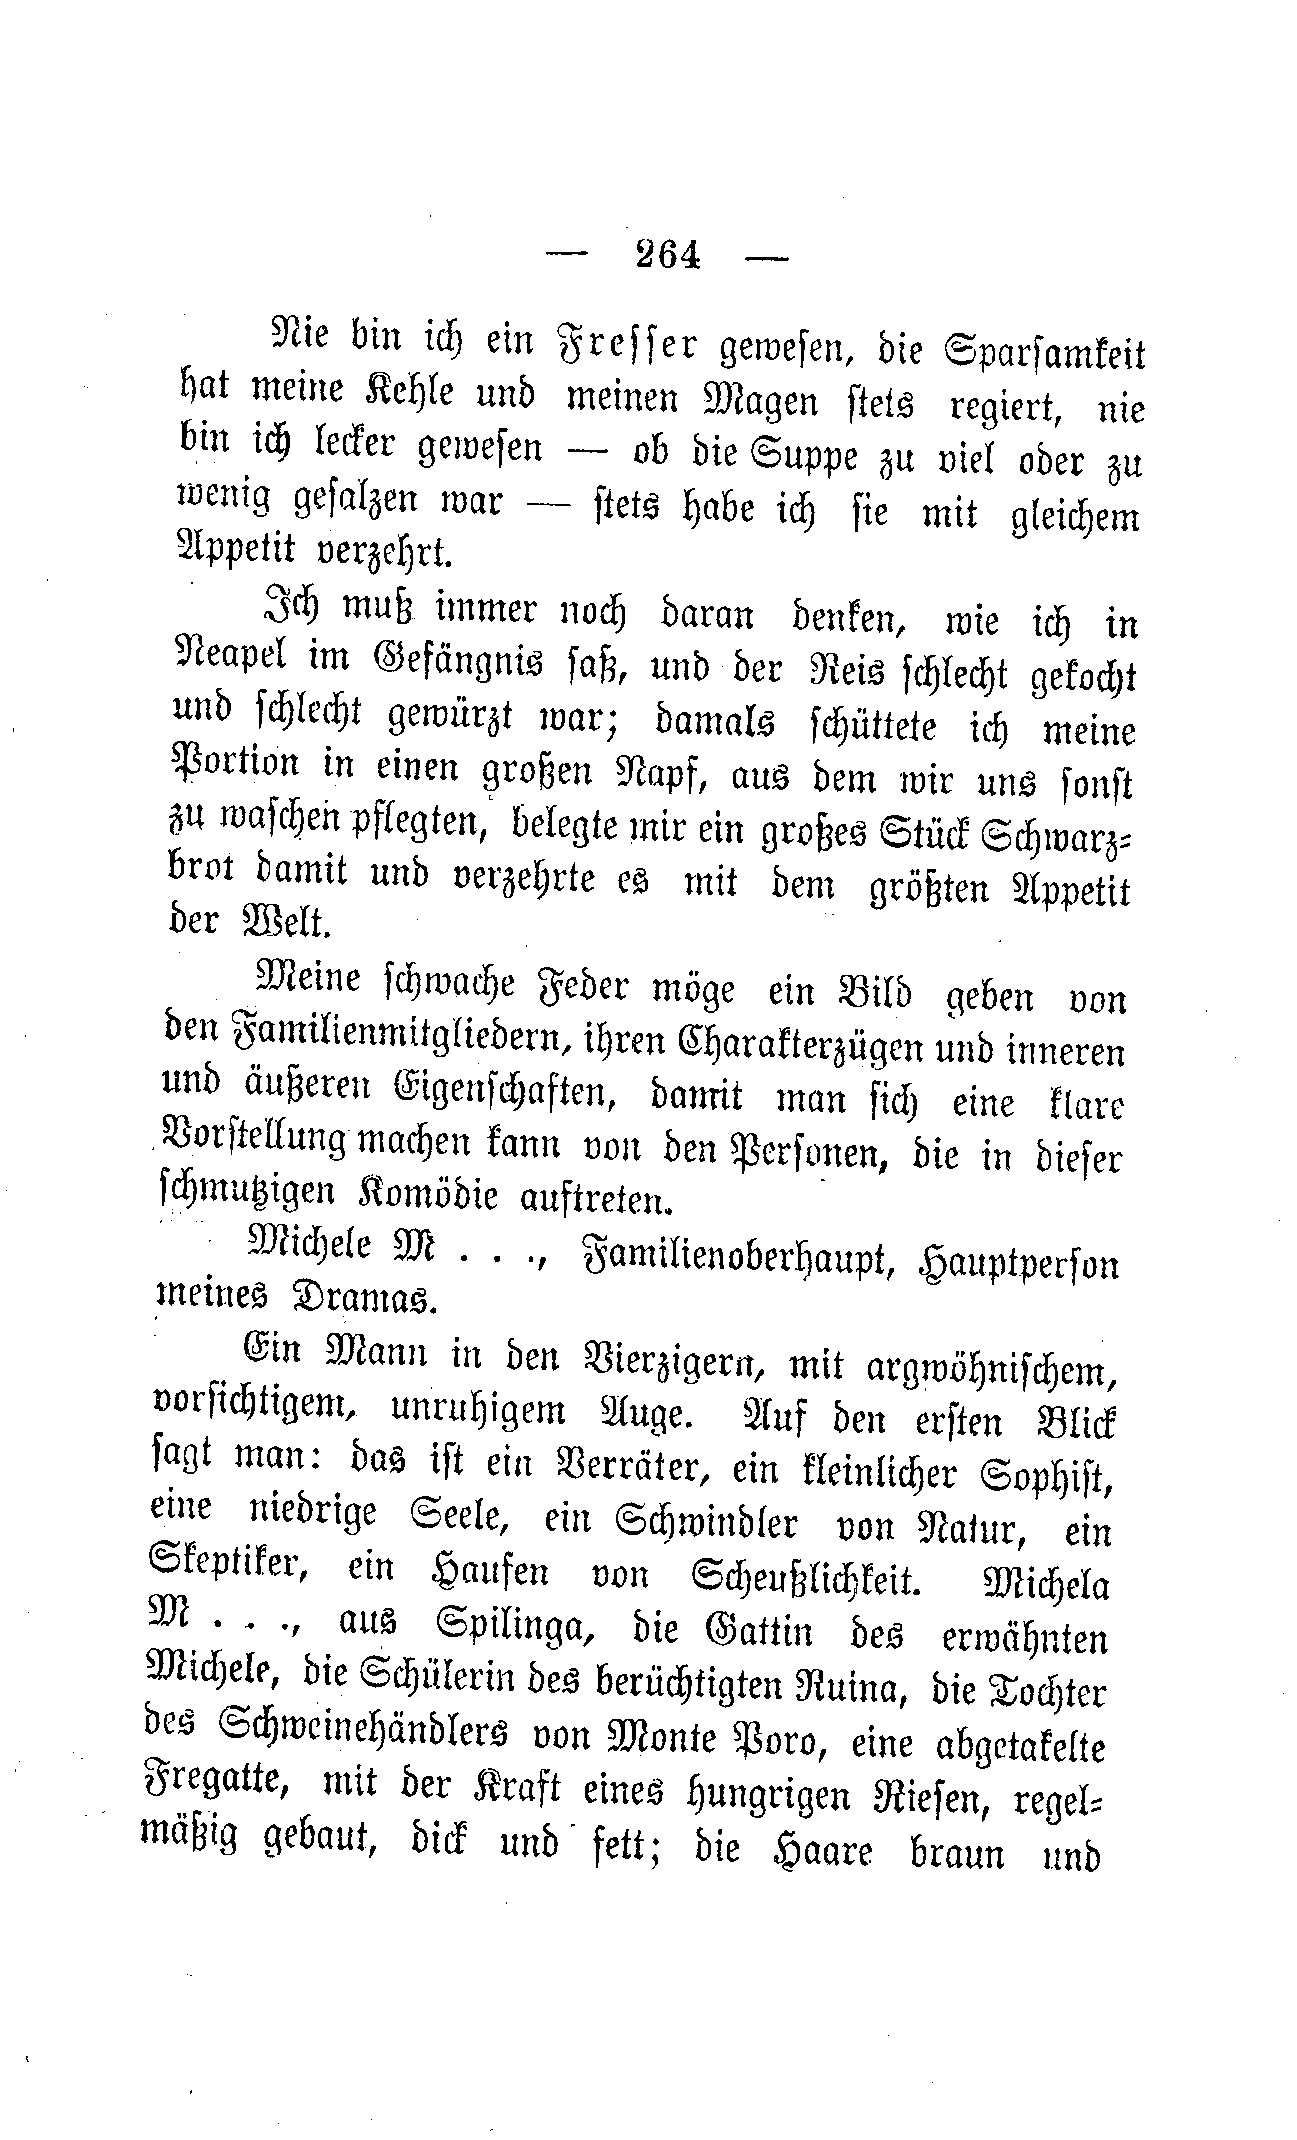 — 264 —
Nie bin ich ein Fresser gewesen, die Sparsamkeit
hat meine Kehle und meinen Magen stets regiert, nie
bin ich lecker gewesen — ob die Suppe zu viel oder zu
wenig gesalzen war — stets habe ich sie mit gleichem
Appetit verzehrt.
Ich muß immer noch daran denken, wie ich in
Neapel im Gefängnis saß, und der Reis schlecht gekocht
und schlecht gewürzt war; damals schüttete ich meine
Portion in einen großen Napf, aus dem wir uns sonst
zu waschen pflegten, belegte mir ein großes Stück Schwarz-
brot damit und verzehrte es mit dem größten Appetit
der Welt.
Meine schwache Feder möge ein Bild geben von
den Familienmitgliedern, ihren Charakterzügen und inneren
und äußeren Eigenschaften, damit man sich eine klare
Vorstellung machen kann von den Personen, die in dieser
schmutzigen Komödie auftreten.
Michele M . . ., Familienoberhaupt, Hauptperson
meines Dramas.
Ein Mann in den Vierzigern, mit argwöhnischem,
vorsichtigem, unruhigem Auge. Auf den ersten Blick
sagt man: das ist ein Verräter, ein kleinlicher Sophist,
eine niedrige Seele, ein Schwindler von Natur, ein
Skeptiker, ein Haufen von Scheußlichkeit. Michela
M . . ., aus Spilinga, die Gattin des erwähnten
Michele, die Schülerin des berüchtigten Ruina, die Tochter
des Schweinehändlers von Monte Poro, eine abgetakelte
Fregatte, mit der Kraft eines hungrigen Riesen, regel-
mäßig gebaut, dick und fett; die Haare braun und